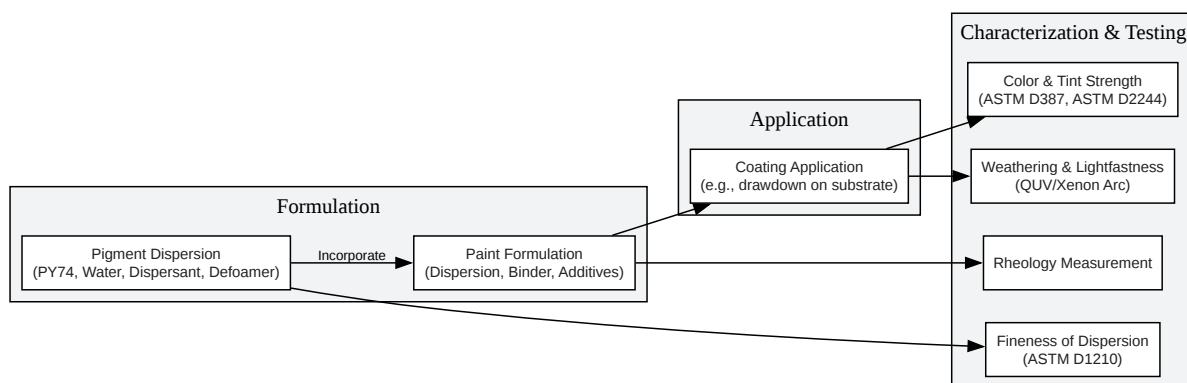 Characterization & Testing
Color & Tint Strength
(ASTM D387, ASTM D2244)
Application
Coating Application
(e.g., drawdown on substrate)
Weathering & Lightfastness
(QUV/Xenon Arc)
Formulation
Pigment Dispersion
(PY74, Water, Dispersant, Defoamer)
Incorporate
Paint Formulation
(Dispersion, Binder, Additives)
Rheology Measurement
Fineness of Dispersion
(ASTM D1210)